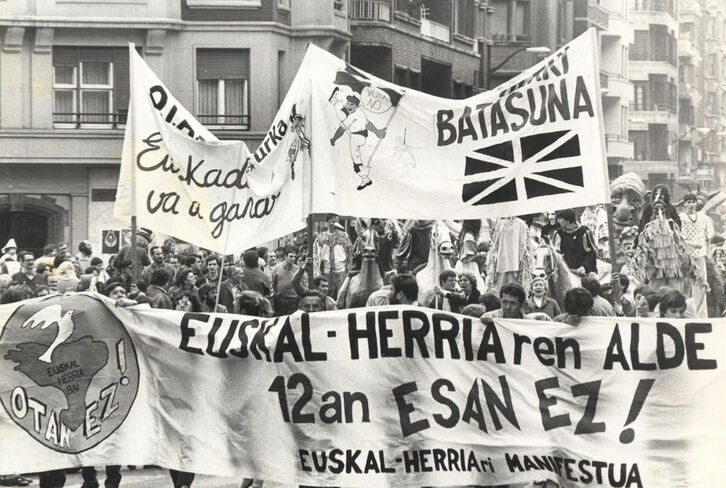 Euskadi
va a ganar
VOTO
NO
BATASUNA
EUSKAL-HERRIAren ALDE
12an ESAN EZ!
EUSKAL-HERRIAri MANIFESTUA
EUSKAL
HERRIA
BAI
OTAN EZ!